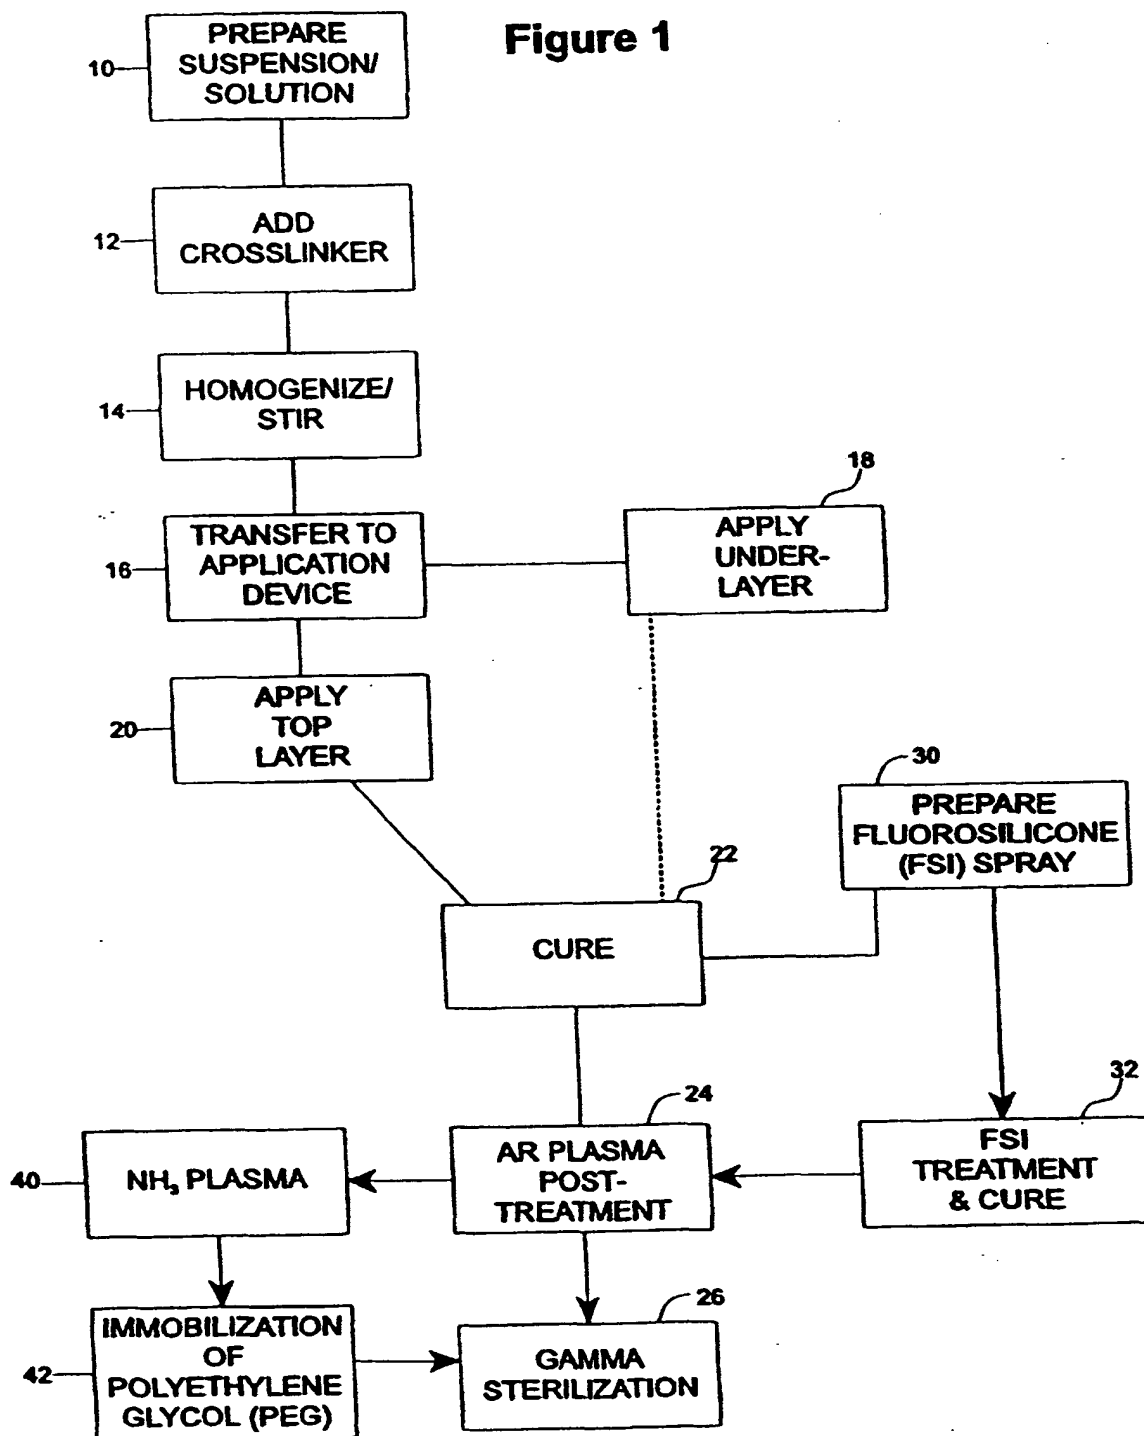 Figure 1
10
PREPARE
SUSPENSION/
SOLUTION
12
ADD
CROSSLINKER
14
HOMOGENIZE/
STIR
16
TRANSFER TO
APPLICATION
DEVICE
18
APPLY
UNDER-
LAYER
20
APPLY
TOP
LAYER
30
PREPARE
FLUOROSILICONE
(FSI) SPRAY
22
CURE
24
AR PLASMA
POST-
TREATMENT
32
FSI
TREATMENT
& CURE
40
NH₃ PLASMA
26
GAMMA
STERILIZATION
42
IMMOBILIZATION
OF
POLYETHYLENE
GLYCOL (PEG)